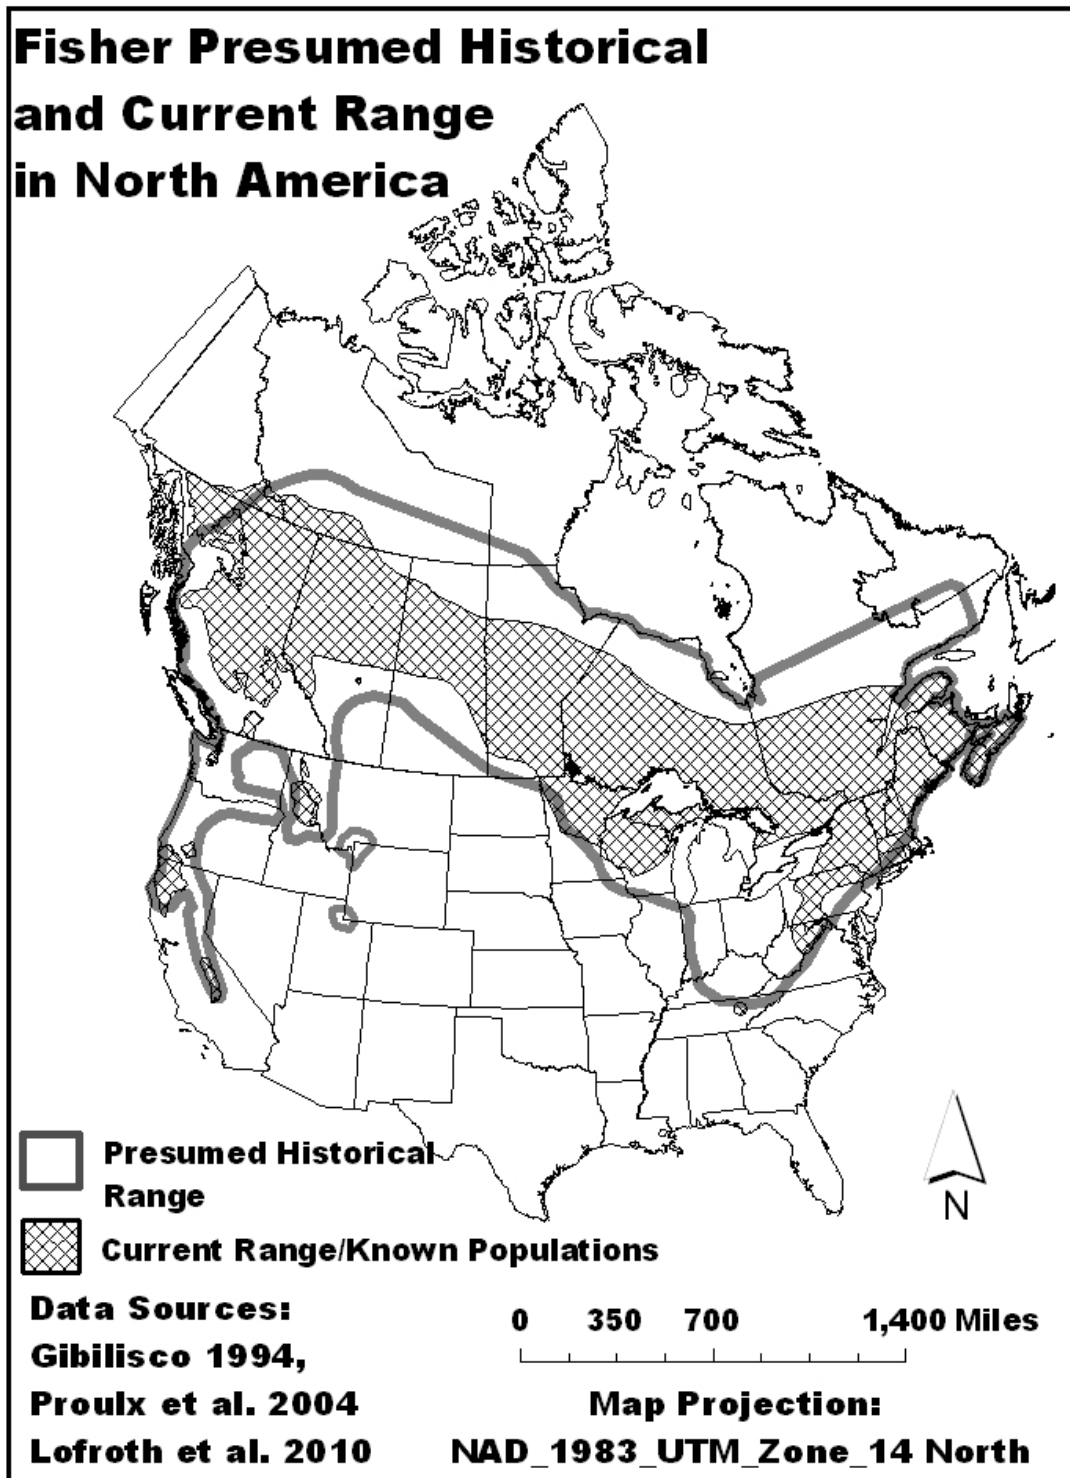 Fisher Presumed Historical
and Current Range
in North America
Presumed Historical
Range
Current Range/Known Populations
Data Sources:
Gibilisco 1994,
Proulx et al. 2004
Lofroth et al. 2010
0 350 700 1,400 Miles
Map Projection:
NAD_1983_UTM_Zone_14 North
N